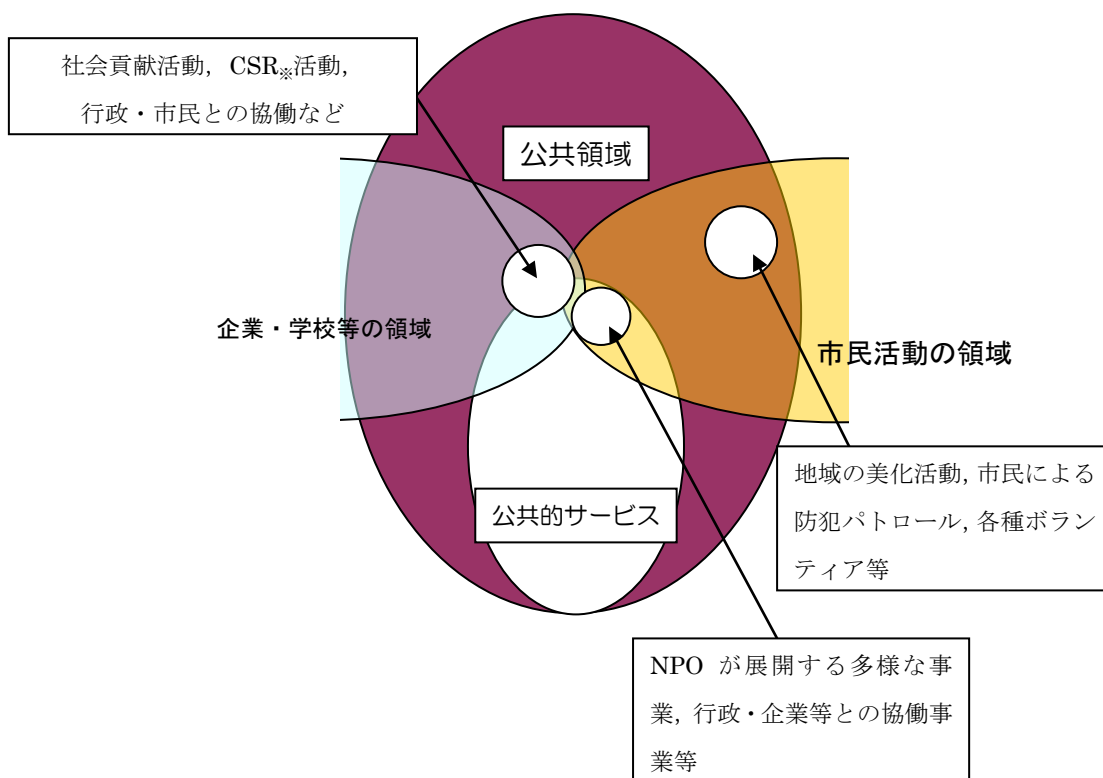 社会貢献活動，CSR※活動，
行政・市民との協働など
公共領域
企業・学校等の領域
市民活動の領域
地域の美化活動，市民による
防犯パトロール，各種ボラン
ティア等
公共的サービス
NPO が展開する多様な事
業，行政・企業等との協働事
業等